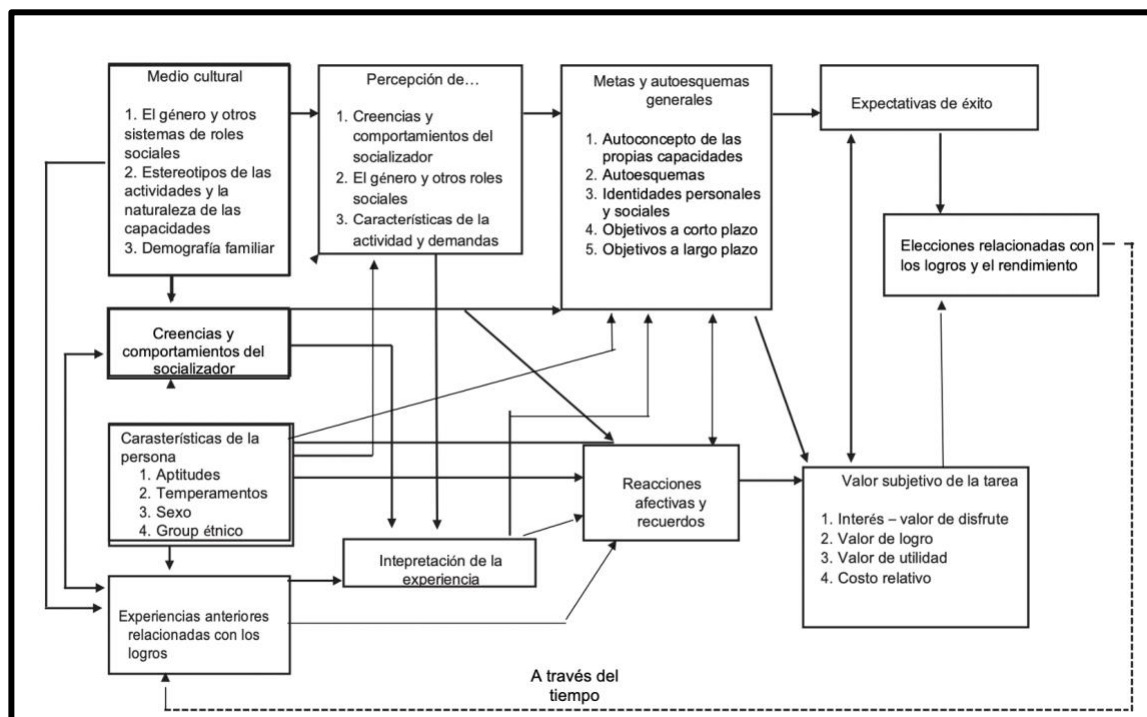 Medio cultural
1. El género y otros
sistemas de roles
sociales
2. Estereotipos de las
actividades y la
naturaleza de las
capacidades
3. Demografía familiar
Percepción de…
1. Creencias y
comportamientos del
socializador
2. El género y otros roles
sociales
3. Características de la
actividad y demandas
Metas y autoesquemas
generales
1. Autoconcepto de las
propias capacidades
2. Autoesquemas
3. Identidades personales
y sociales
4. Objetivos a corto plazo
5. Objetivos a largo plazo
Expectativas de éxito
Elecciones relacionadas con
los logros y el rendimiento
Creencias y
comportamientos del
socializador
Carasterísticas de la
persona
1. Aptitudes
2. Temperamentos
3. Sexo
4. Group étnico
Reacciones
afectivas y
recuerdos
Valor subjetivo de la tarea
1. Interés – valor de disfrute
2. Valor de logro
3. Valor de utilidad
4. Costo relativo
Intepretación de la
experiencia
Experiencias anteriores
relacionadas con los
logros
A través del
tiempo